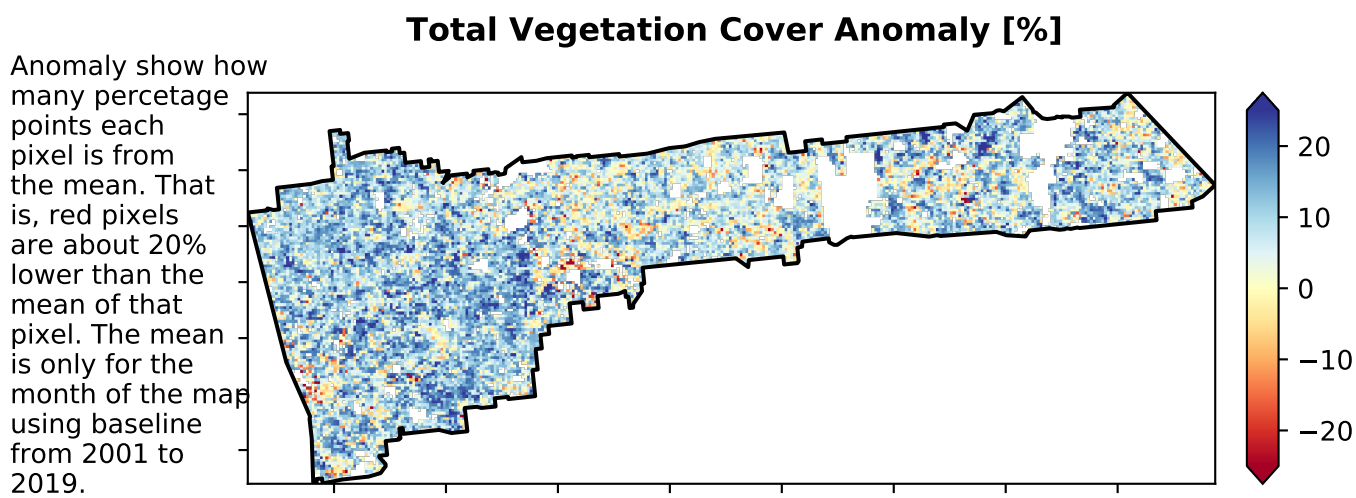 Total Vegetation Cover Anomaly [%]
Anomaly show how
many percetage
points each
pixel is from
the mean. That
is, red pixels
are about 20%
lower than the
mean of that
pixel. The mean
is only for the
month of the map
using baseline
from 2001 to
2019.
20
10
0
−10
−20